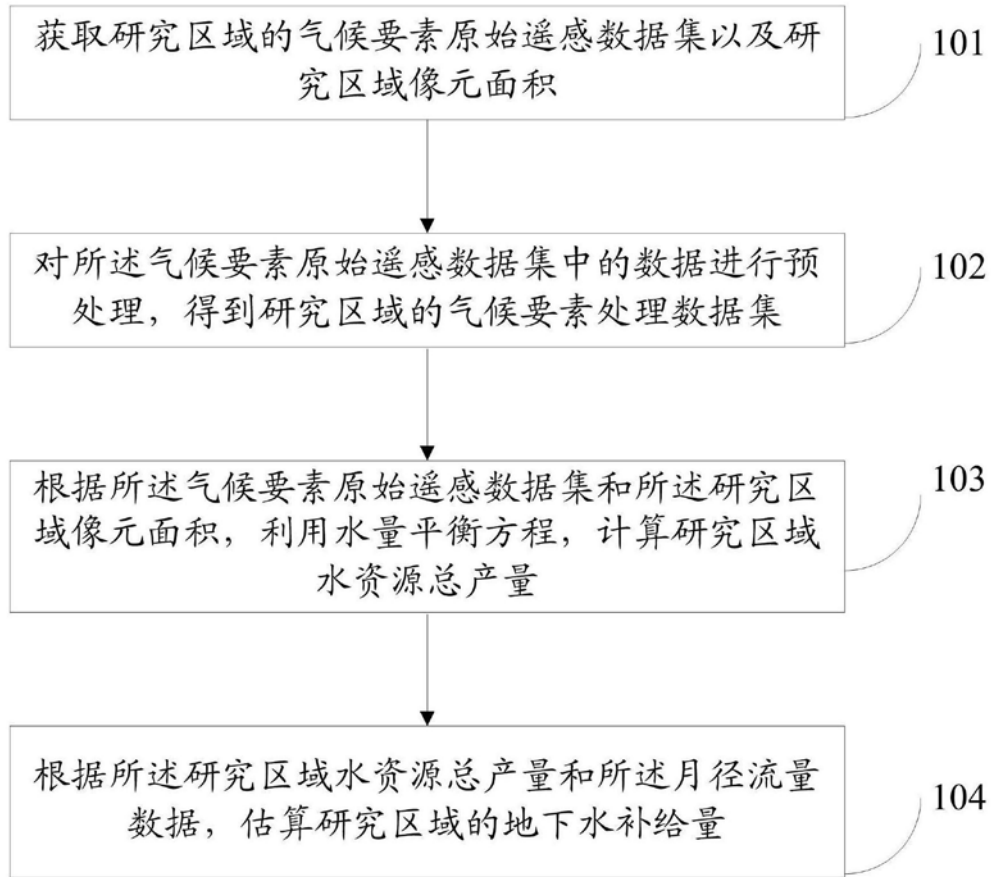 获取研究区域的气候要素原始遥感数据集以及研
究区域像元面积
101
对所述气候要素原始遥感数据集中的数据进行预
处理，得到研究区域的气候要素处理数据集
102
根据所述气候要素原始遥感数据集和所述研究区
域像元面积，利用水量平衡方程，计算研究区域
水资源总产量
103
根据所述研究区域水资源总产量和所述月径流量
数据，估算研究区域的地下水补给量
104